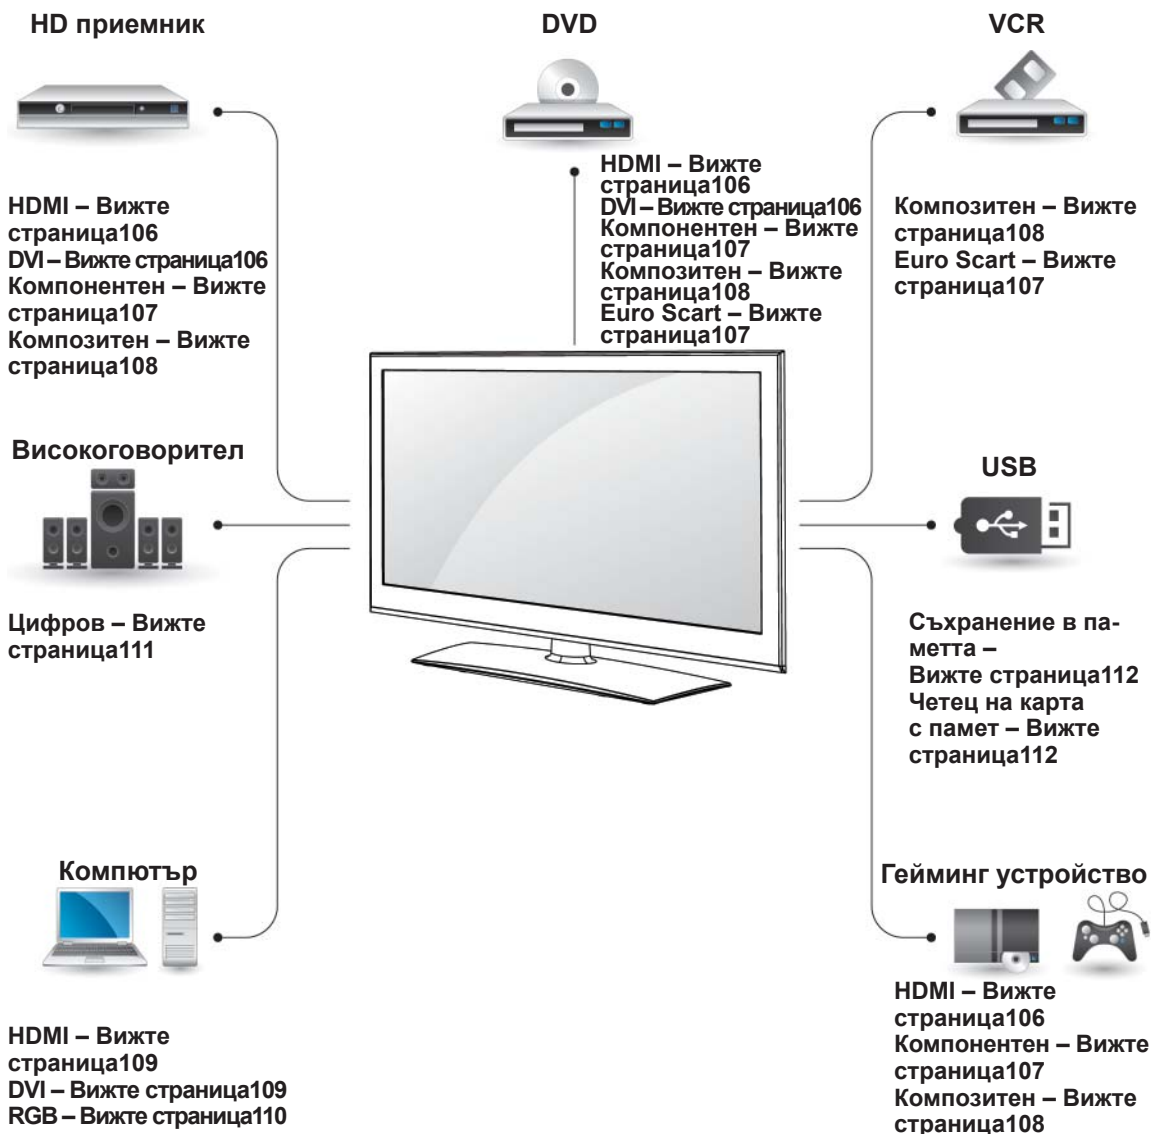 HD приемник
HDMI – Вижте
страница106
DVI – Вижте страница106
Компонентен – Вижте
страница107
Композитен – Вижте
страница108
DVD
HDMI – Вижте
страница106
DVI – Вижте страница106
Компонентен – Вижте
страница107
Композитен – Вижте
страница108
Euro Scart – Вижте
страница107
VCR
Композитен – Вижте
страница108
Euro Scart – Вижте
страница107
Високоговорител
Цифров – Вижте
страница111
USB
Съхранение в па-
метта –
Вижте страница112
Четец на карта
с памет – Вижте
страница112
Компютър
HDMI – Вижте
страница109
DVI – Вижте страница109
RGB – Вижте страница110
Гейминг устройство
HDMI – Вижте
страница106
Компонентен – Вижте
страница107
Композитен – Вижте
страница108